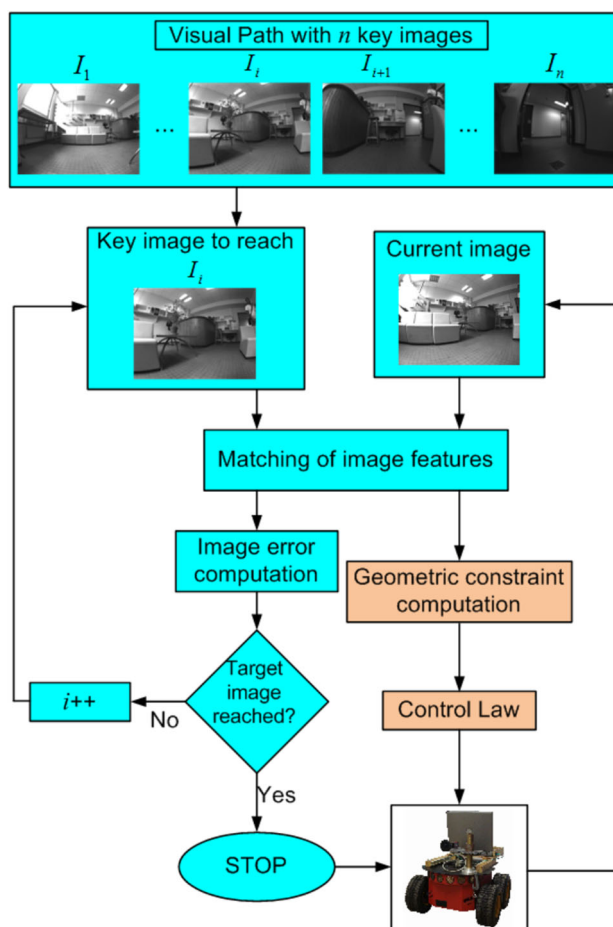 Visual Path with n key images
I₁ Iᵢ Iᵢ₊₁ Iₙ
... ...
Key image to reach
Iᵢ
Current image
Matching of image features
Image error
computation
Geometric constraint
computation
Target
image
reached?
i++
No
Control Law
Yes
STOP